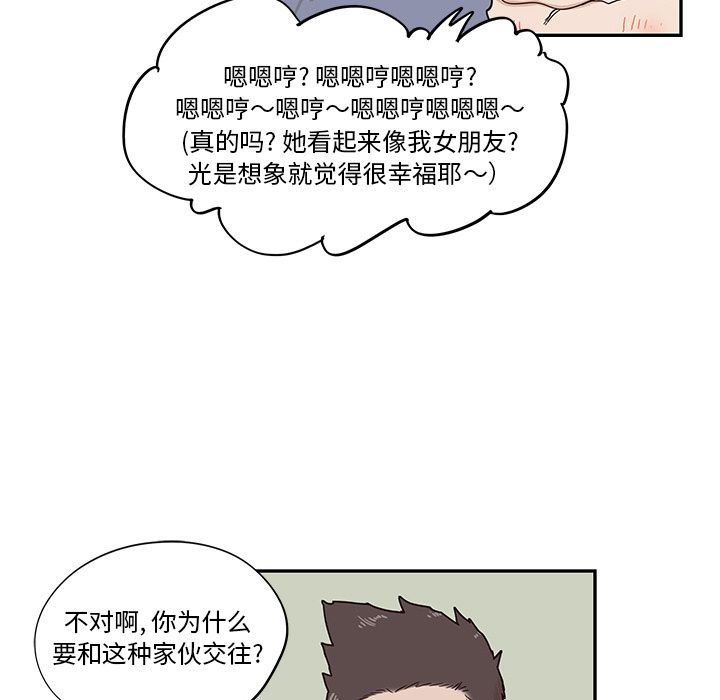 嗯嗯哼? 嗯嗯哼嗯嗯哼?
嗯嗯哼～嗯哼～嗯嗯哼嗯嗯嗯～
(真的吗? 她看起来像我女朋友?
光是想象就觉得很幸福耶～)
不对啊, 你为什么
要和这种家伙交往?